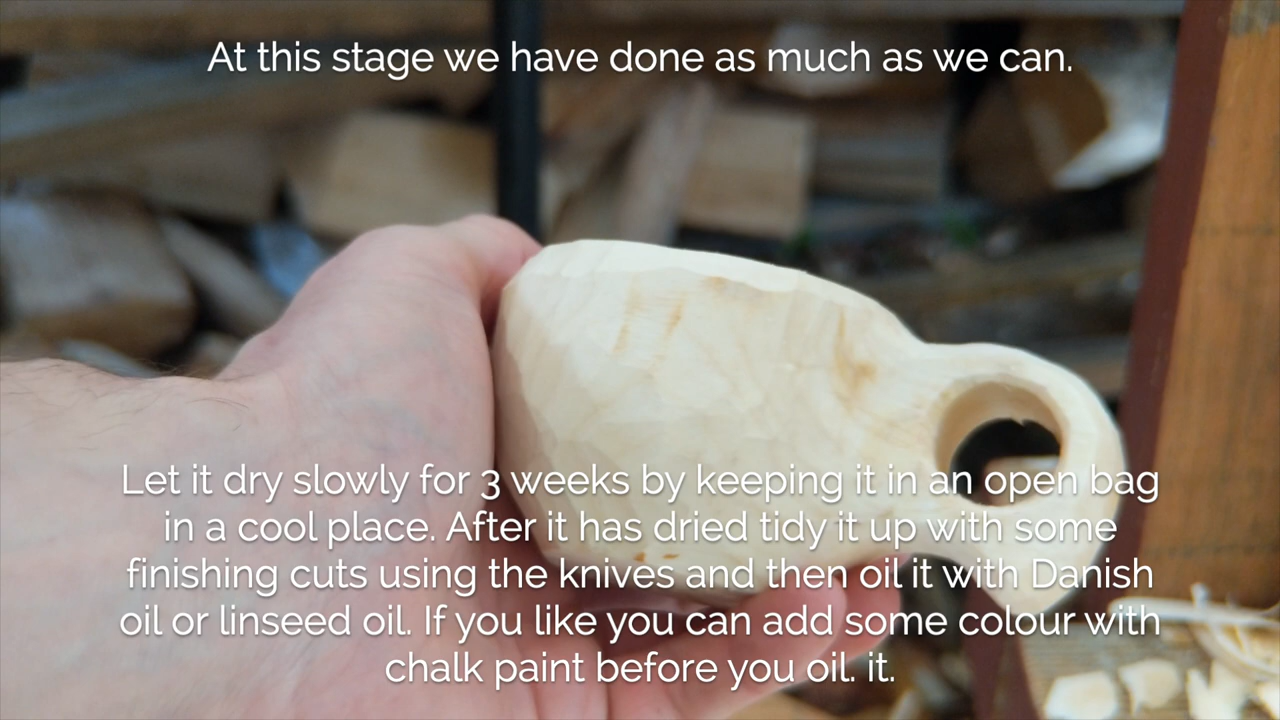 At this stage we have done as much as we can.
Let it dry slowly for 3 weeks by keeping it in an open bag
in a cool place. After it has dried tidy it up with some
finishing cuts using the knives and then oil it with Danish
oil or linseed oil. If you like you can add some colour with
chalk paint before you oil. it.